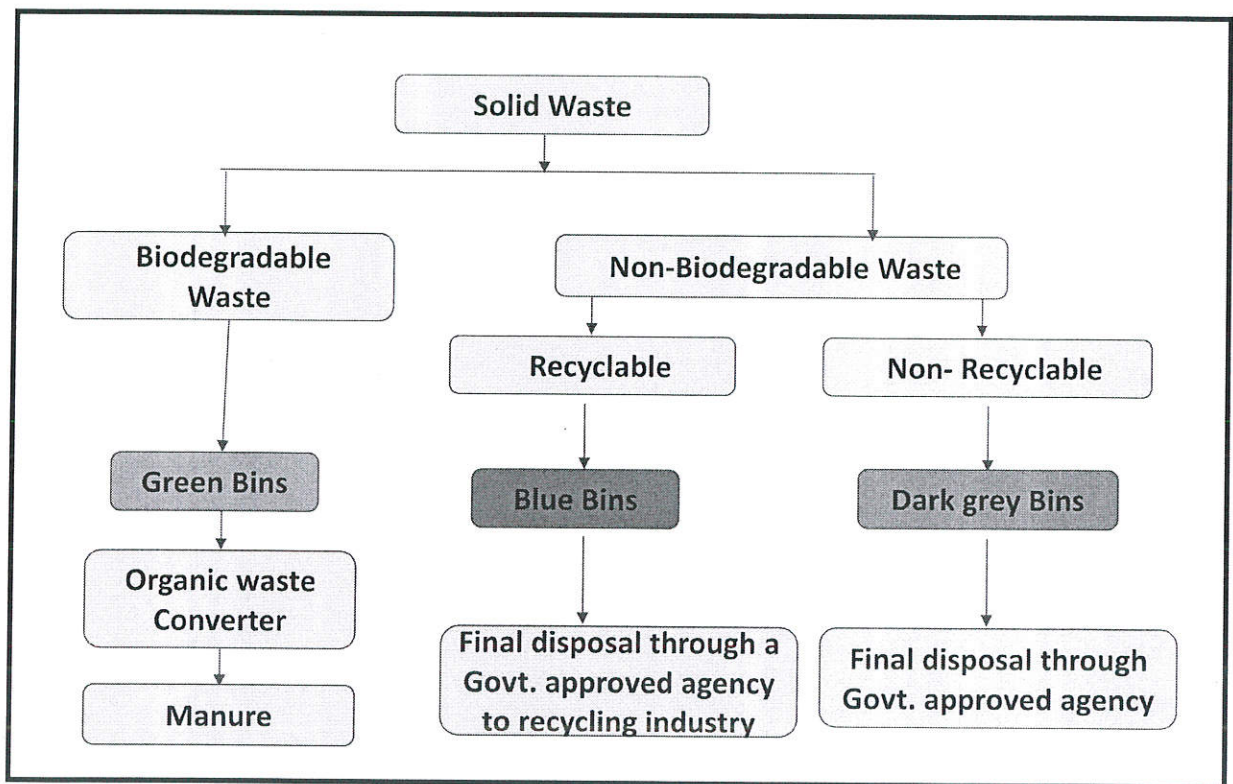 Solid Waste
Biodegradable
Waste
Non-Biodegradable Waste
Recyclable
Non- Recyclable
Green Bins
Blue Bins
Dark grey Bins
Organic waste
Converter
Final disposal through a
Govt. approved agency
to recycling industry
Final disposal through
Govt. approved agency
Manure